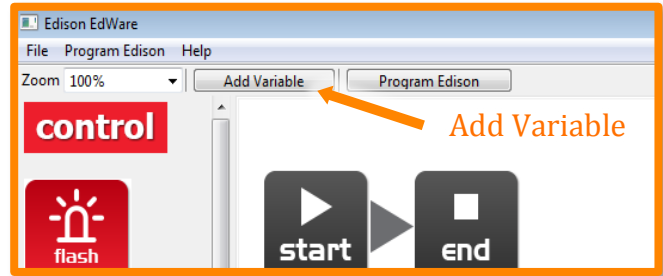 Edison EdWare
File Program Edison Help
Zoom 100% Add Variable Program Edison
control
Add Variable
flash
start end